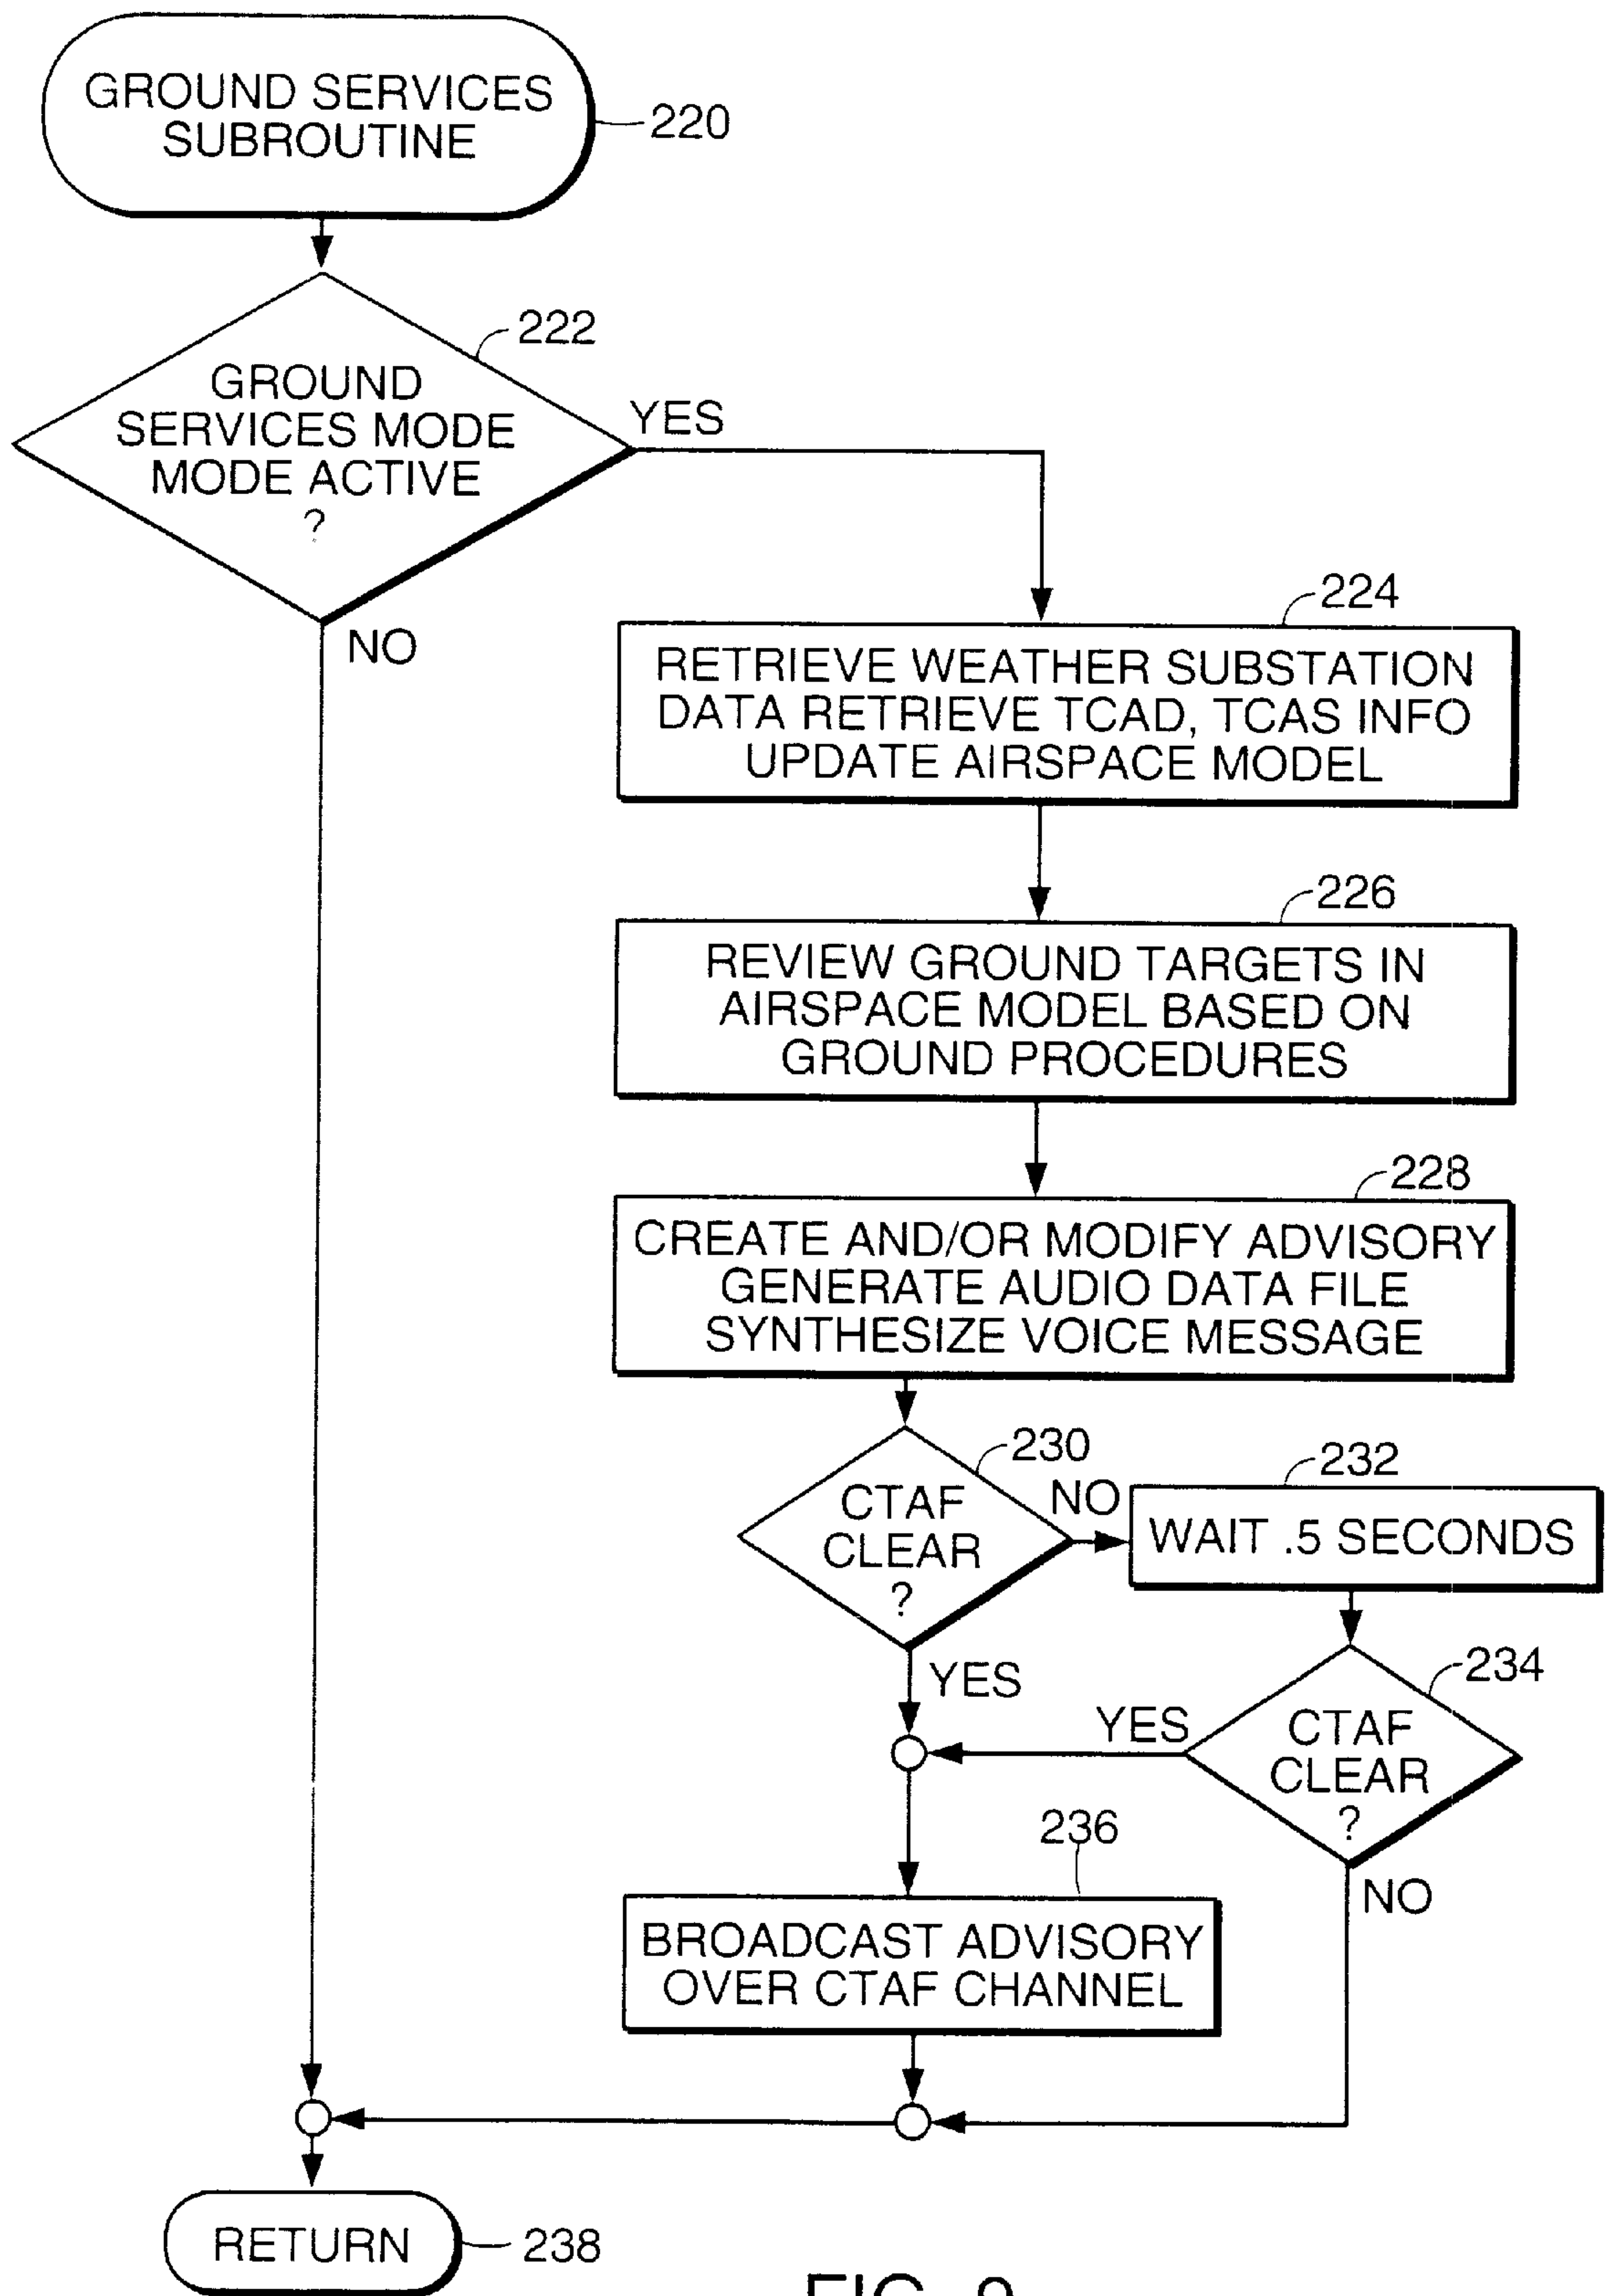 GROUND SERVICES
SUBROUTINE
220
222
GROUND
SERVICES MODE
MODE ACTIVE
?
YES
NO
224
RETRIEVE WEATHER SUBSTATION
DATA RETRIEVE TCAD, TCAS INFO
UPDATE AIRSPACE MODEL
226
REVIEW GROUND TARGETS IN
AIRSPACE MODEL BASED ON
GROUND PROCEDURES
228
CREATE AND/OR MODIFY ADVISORY
GENERATE AUDIO DATA FILE
SYNTHESIZE VOICE MESSAGE
230
CTAF
CLEAR
?
NO
232
WAIT .5 SECONDS
YES
234
CTAF
CLEAR
?
YES
NO
236
BROADCAST ADVISORY
OVER CTAF CHANNEL
RETURN
238
FIG.